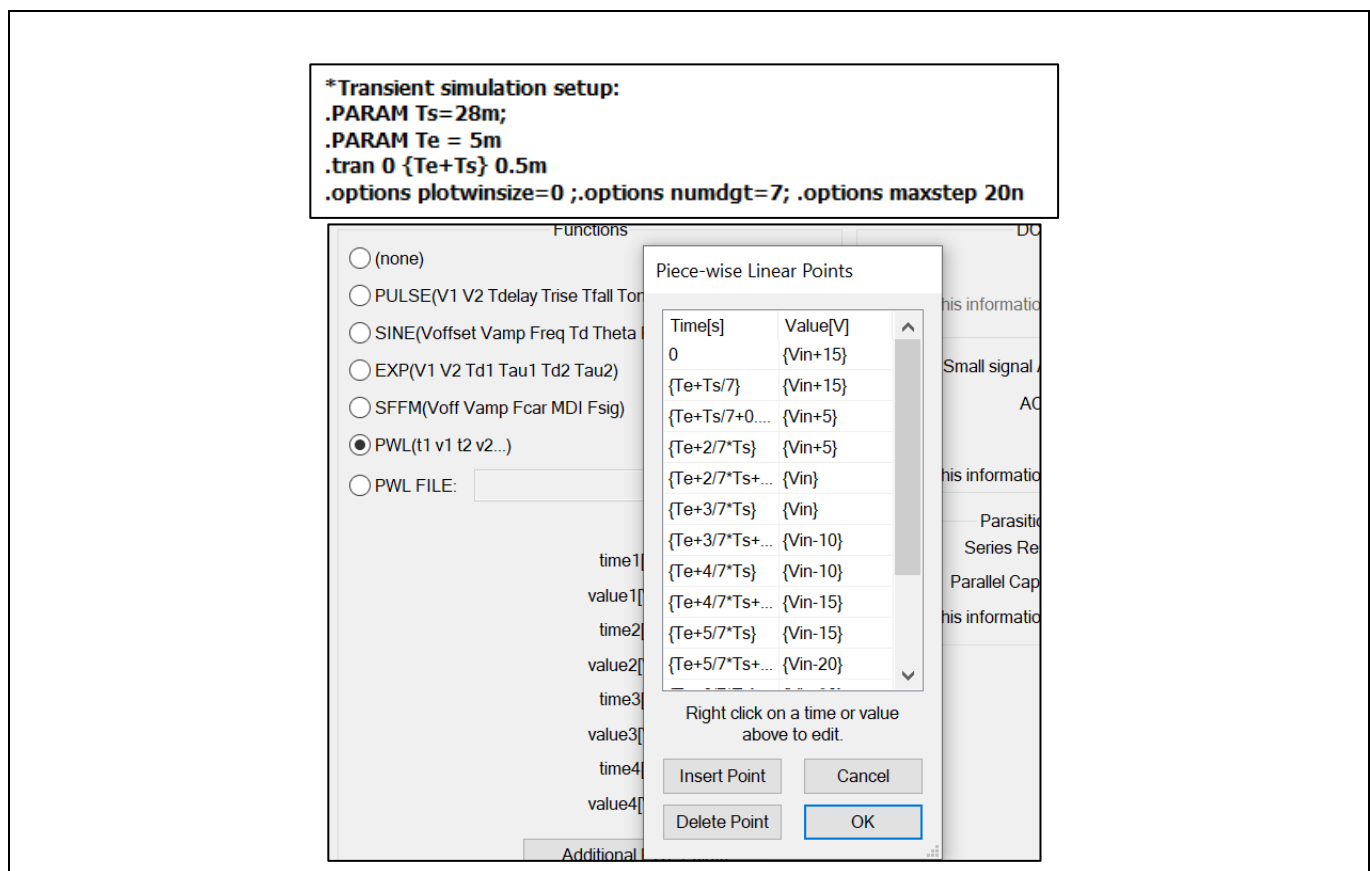 *Transient simulation setup:
.PARAM Ts=28m;
.PARAM Te = 5m
.tran 0 {Te+Ts} 0.5m
.options plotwinsize=0 ;.options numdgt=7; .options maxstep 20n
Functions
(none)
PULSE(V1 V2 Tdelay Trise Tfall Ton
SINE(Voffset Vamp Freq Td Theta
EXP(V1 V2 Td1 Tau1 Td2 Tau2)
SFFM(Voff Vamp Fcar MDI Fsig)
PWL(t1 v1 t2 v2...)
PWL FILE:
time1[
value1[
time2[
value2[
time3[
value3[
time4[
value4[
Additional
Piece-wise Linear Points
Time[s] Value[V]
0 {Vin+15}
{Te+Ts/7} {Vin+15}
{Te+Ts/7+0.... {Vin+5}
{Te+2/7*Ts} {Vin+5}
{Te+2/7*Ts+... {Vin}
{Te+3/7*Ts} {Vin}
{Te+3/7*Ts+... {Vin-10}
{Te+4/7*Ts} {Vin-10}
{Te+4/7*Ts+... {Vin-15}
{Te+5/7*Ts} {Vin-15}
{Te+5/7*Ts+... {Vin-20}
Right click on a time or value
above to edit.
Insert Point Cancel
Delete Point OK
DC
his informatio
Small signal
AC
his informatio
Parasitic
Series Re
Parallel Cap
his informatio